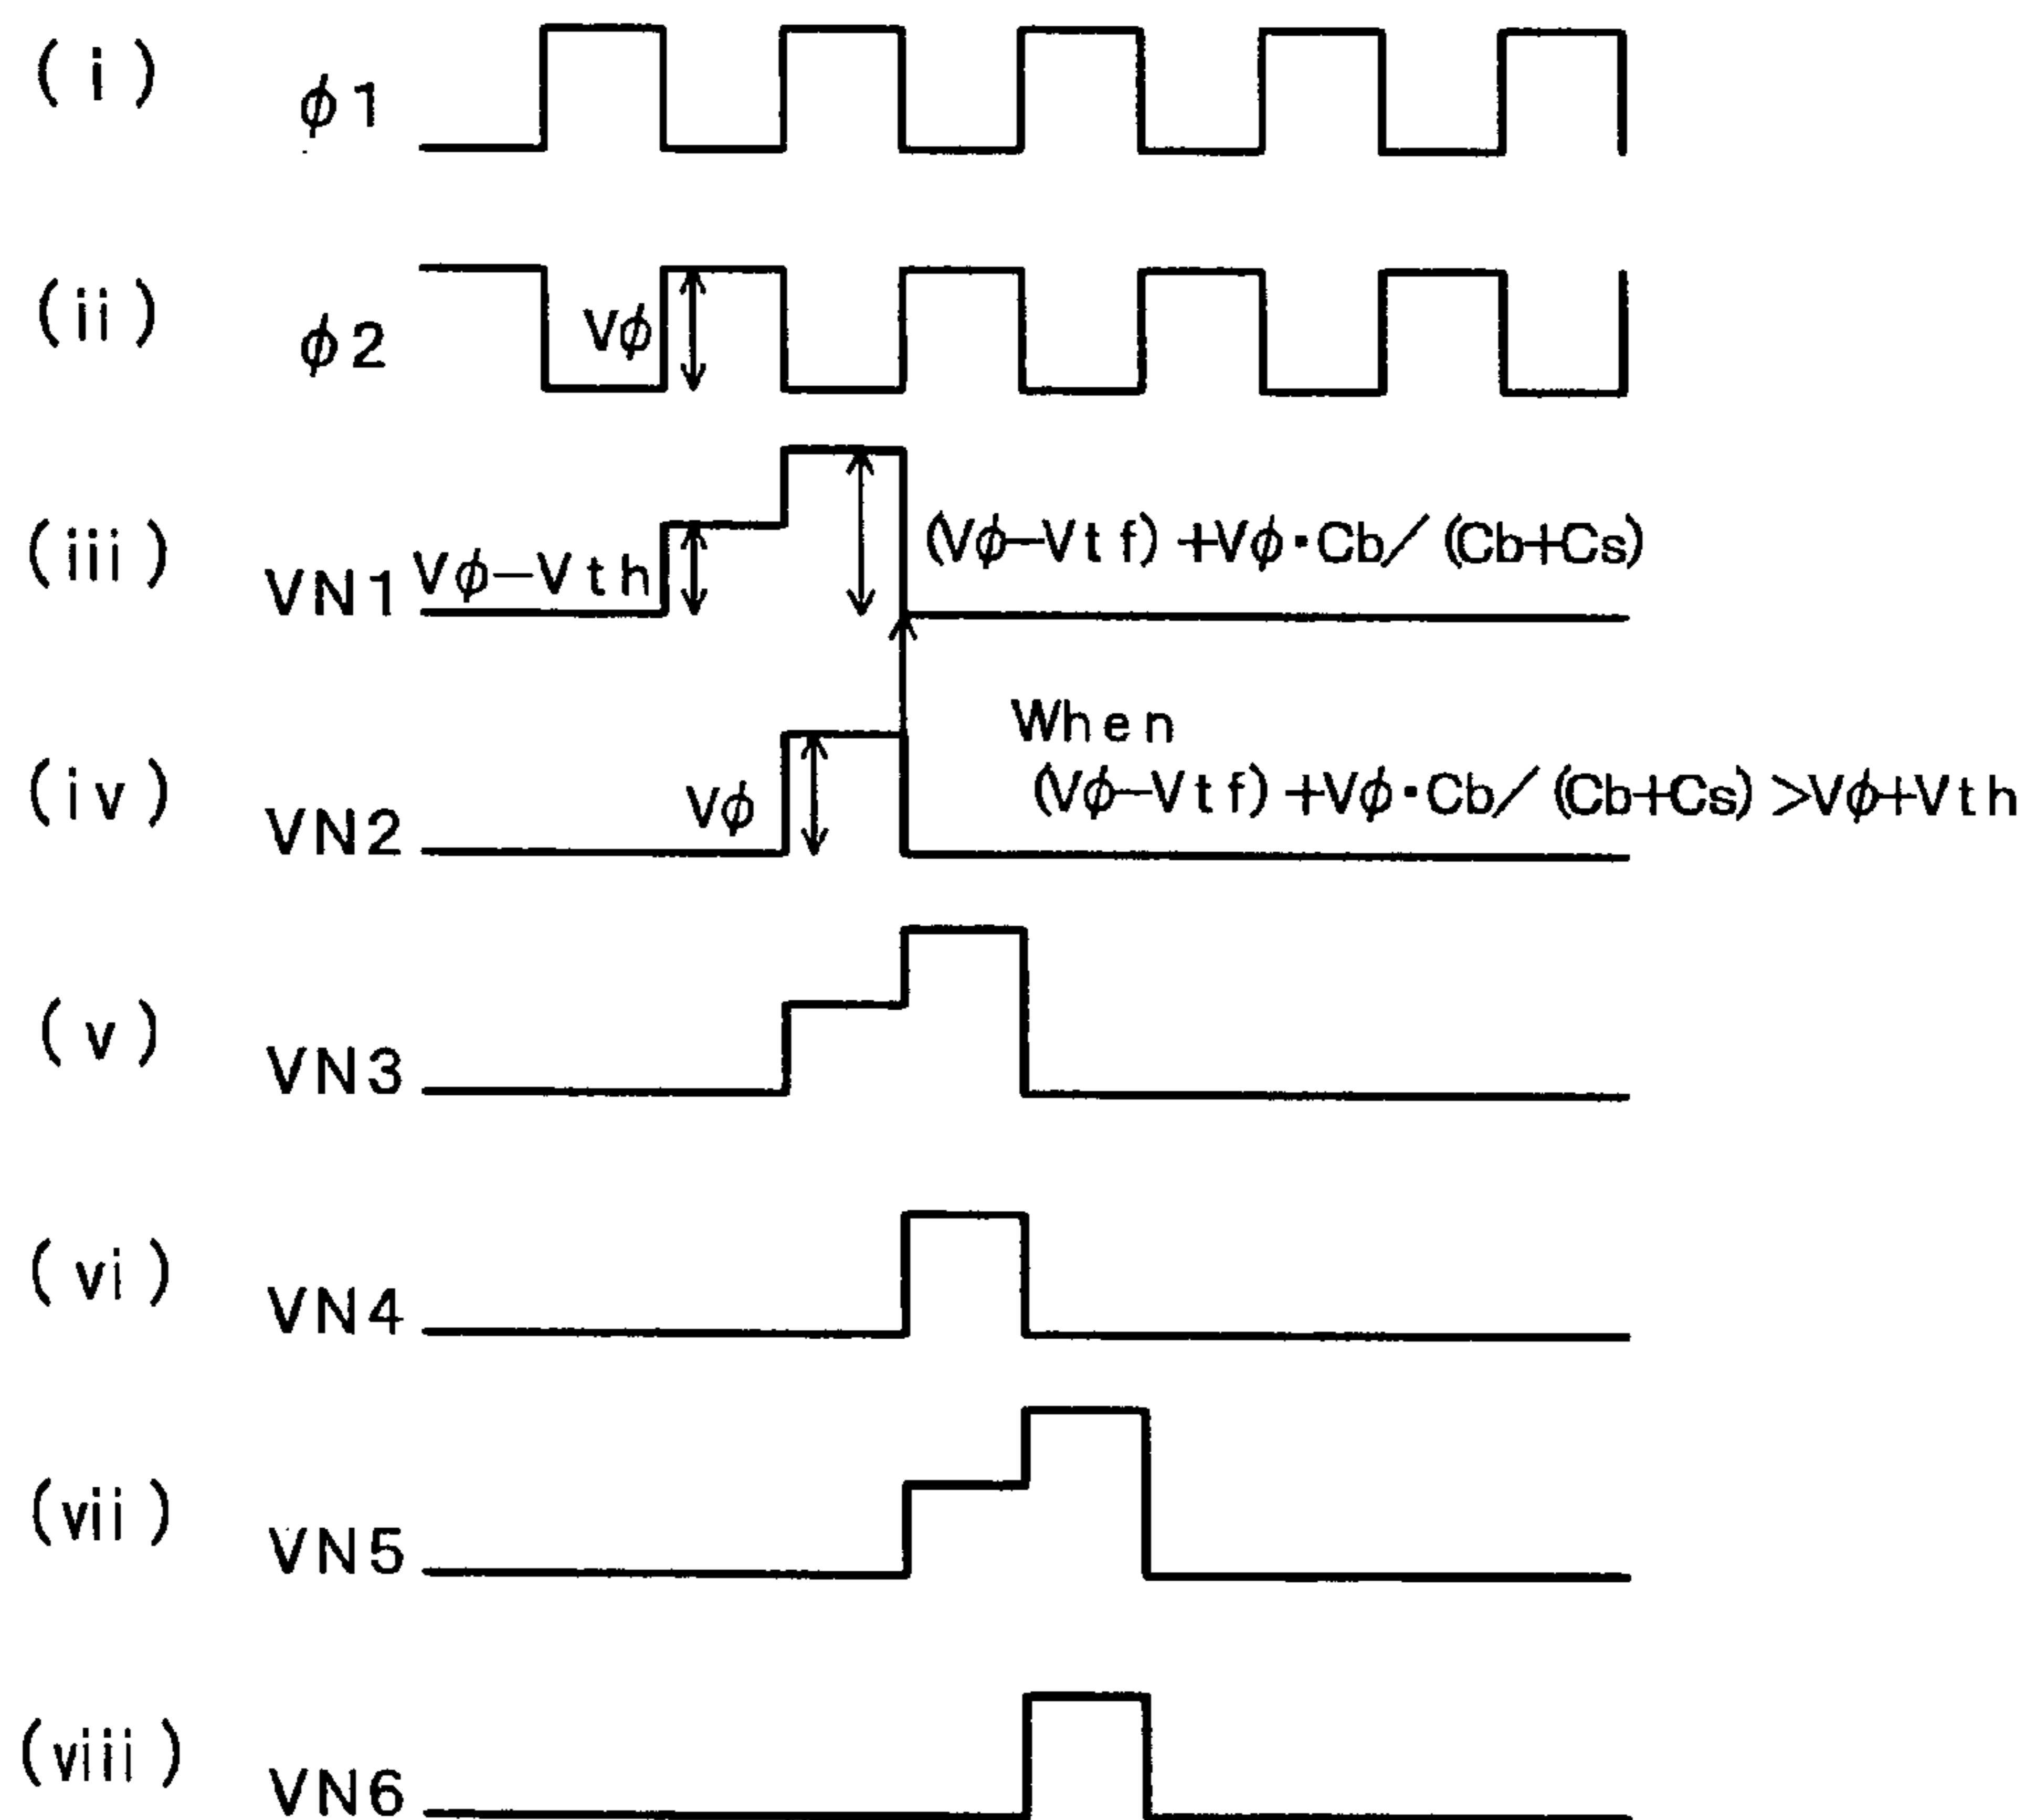 (i) φ1
(ii) φ2
Vφ
(iii) VN1
Vφ−Vth
(Vφ−Vtf)+Vφ・Cb/(Cb+Cs)
(iv) VN2
Vφ
When
(Vφ−Vtf)+Vφ・Cb/(Cb+Cs)>Vφ+Vth
(v) VN3
(vi) VN4
(vii) VN5
(viii) VN6